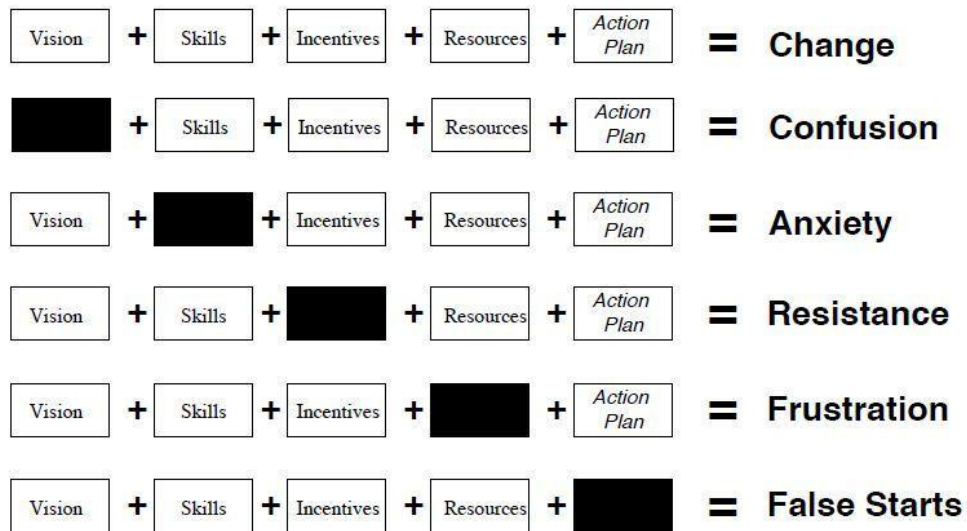 Vision + Skills + Incentives + Resources + Action Plan = Change
+ Skills + Incentives + Resources + Action Plan = Confusion
Vision + + Incentives + Resources + Action Plan = Anxiety
Vision + Skills + + Resources + Action Plan = Resistance
Vision + Skills + Incentives + + Action Plan = Frustration
Vision + Skills + Incentives + Resources + = False Starts